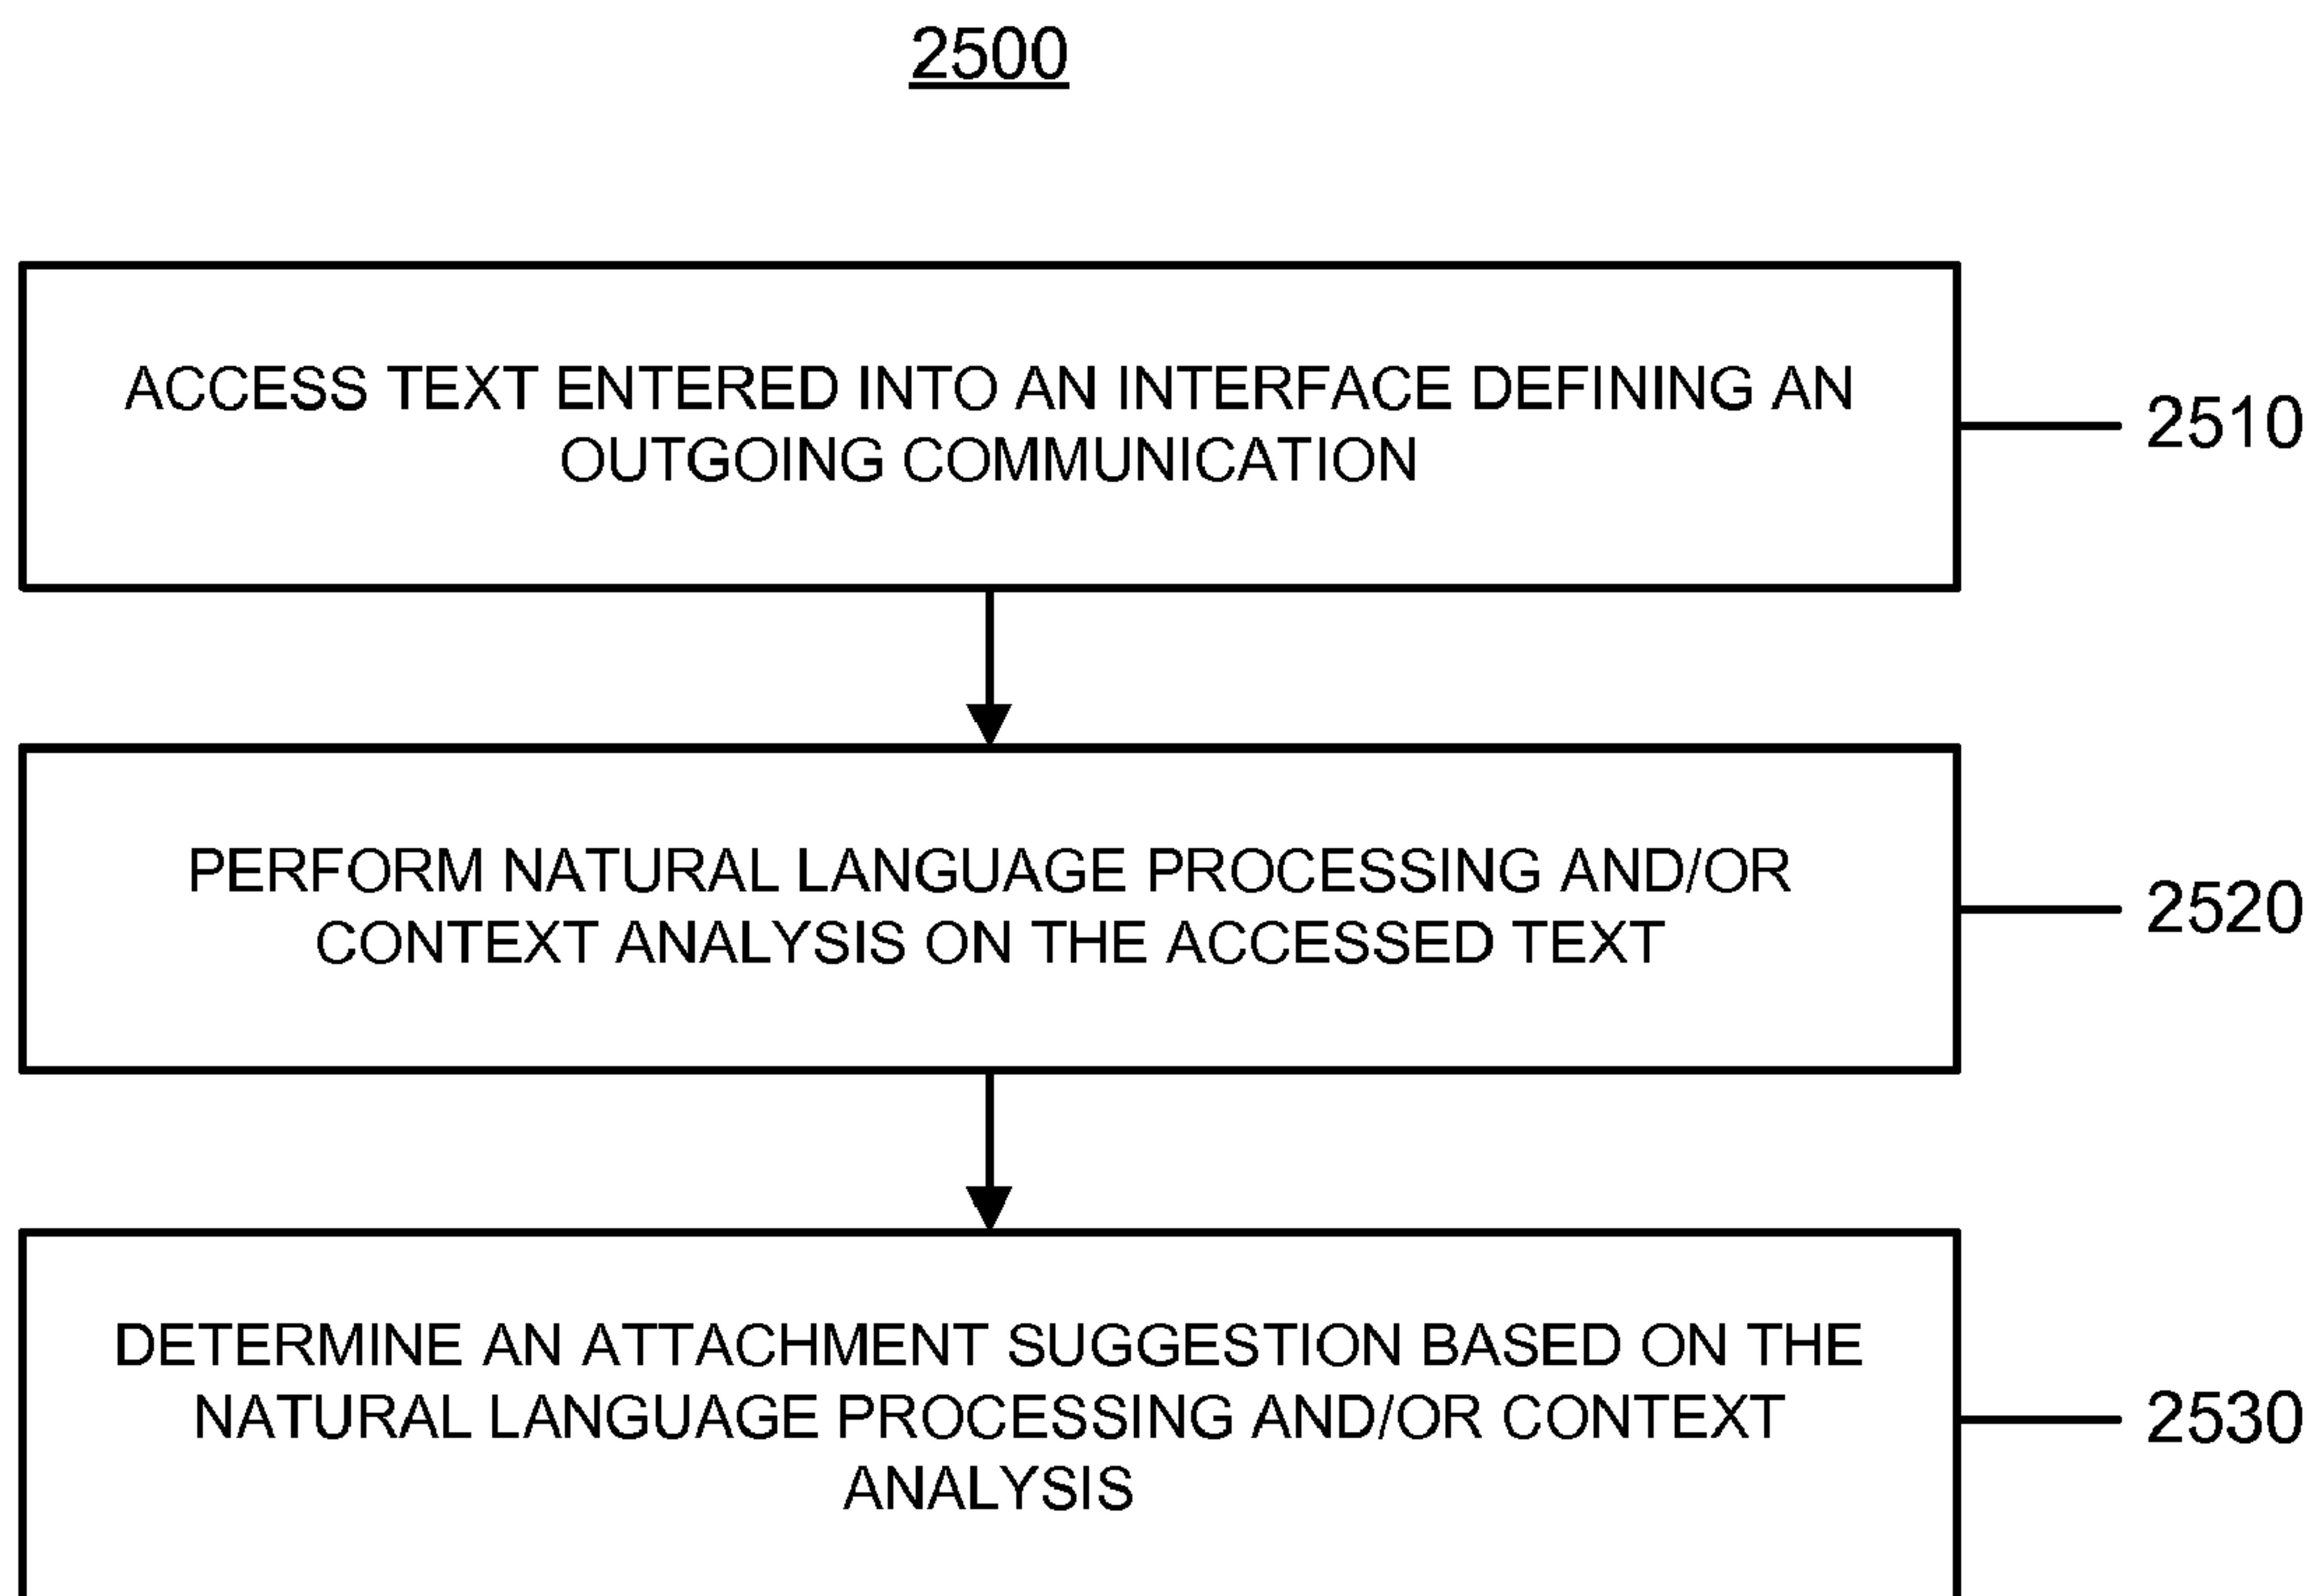 2500
ACCESS TEXT ENTERED INTO AN INTERFACE DEFINING AN
OUTGOING COMMUNICATION
2510
PERFORM NATURAL LANGUAGE PROCESSING AND/OR
CONTEXT ANALYSIS ON THE ACCESSED TEXT
2520
DETERMINE AN ATTACHMENT SUGGESTION BASED ON THE
NATURAL LANGUAGE PROCESSING AND/OR CONTEXT
ANALYSIS
2530